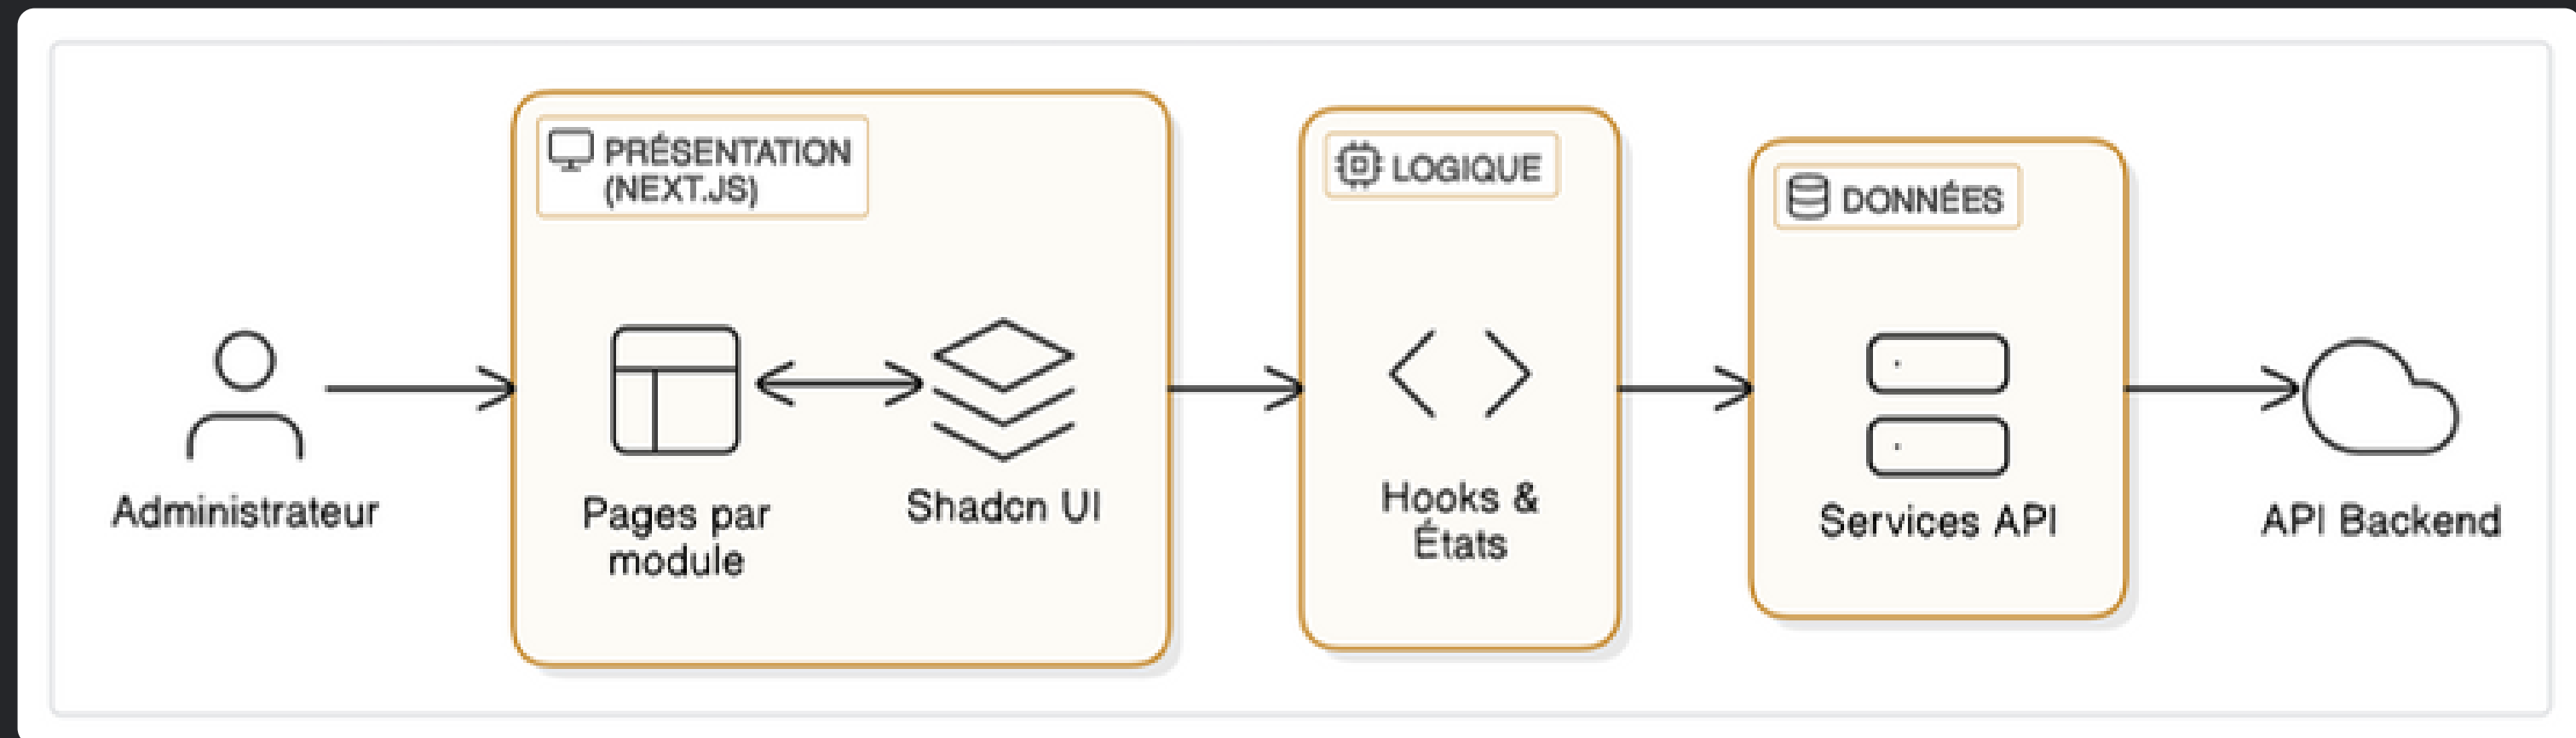 PRÉSENTATION
(NEXT.JS)
LOGIQUE
DONNÉES
Administrateur
Pages par
module
Shadcn UI
Hooks &
États
Services API
API Backend